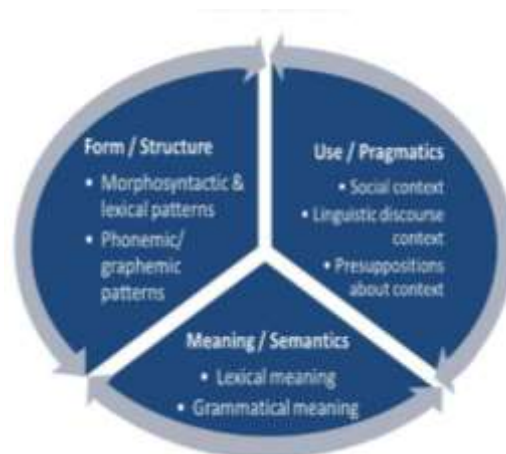 Form / Structure
• Morphosyntactic &
lexical patterns
• Phonemic/
graphemic
patterns
Use / Pragmatics
• Social context
• Linguistic discourse
context
• Presuppositions
about context
Meaning / Semantics
• Lexical meaning
• Grammatical meaning